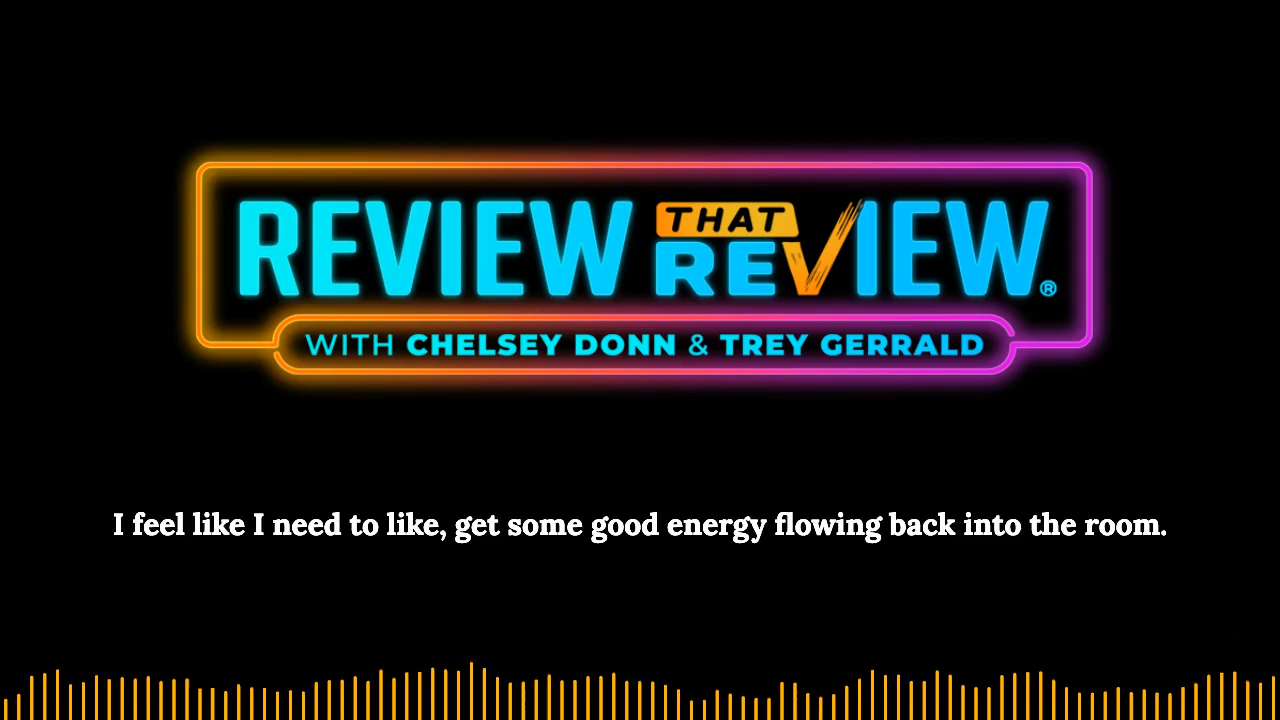 REVIEW THAT REVIEW®
WITH CHELSEY DONN & TREY GERRALD
I feel like I need to like, get some good energy flowing back into the room.